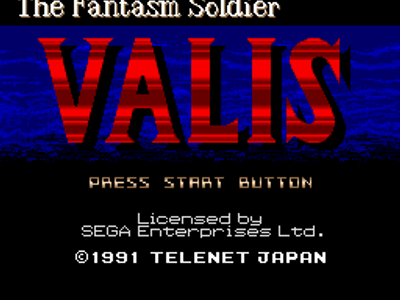 The Fantasm Soldier
VALIS
PRESS START BUTTON
Licensed by
SEGA Enterprises Ltd.
©1991 TELENET JAPAN